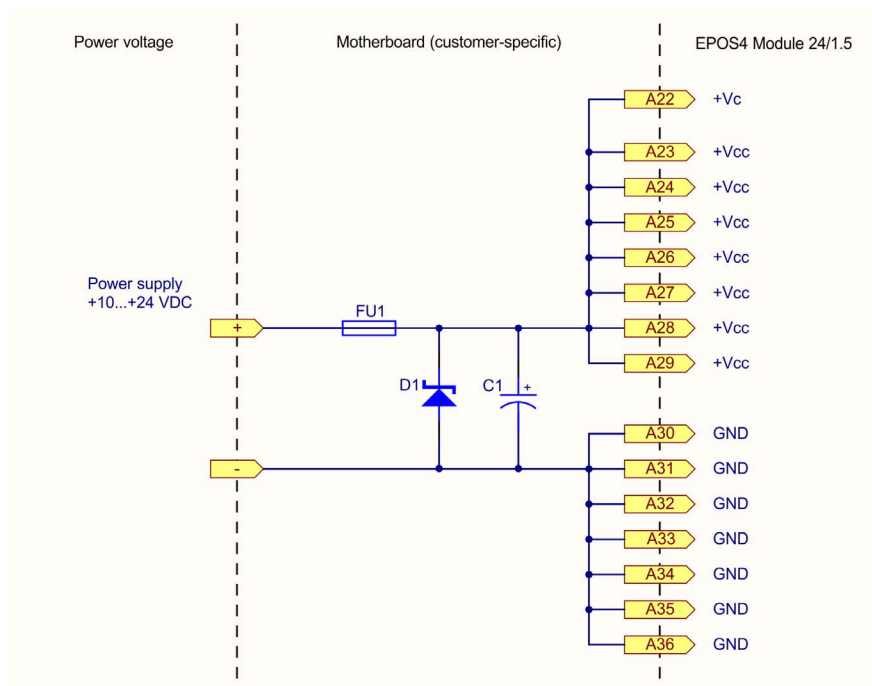 Power voltage
Motherboard (customer-specific)
EPOS4 Module 24/1.5
A22 +Vc
A23 +Vcc
A24 +Vcc
A25 +Vcc
A26 +Vcc
A27 +Vcc
Power supply
+10...+24 VDC
+
FU1
A28 +Vcc
A29 +Vcc
D1
C1 +
A30 GND
-
A31 GND
A32 GND
A33 GND
A34 GND
A35 GND
A36 GND